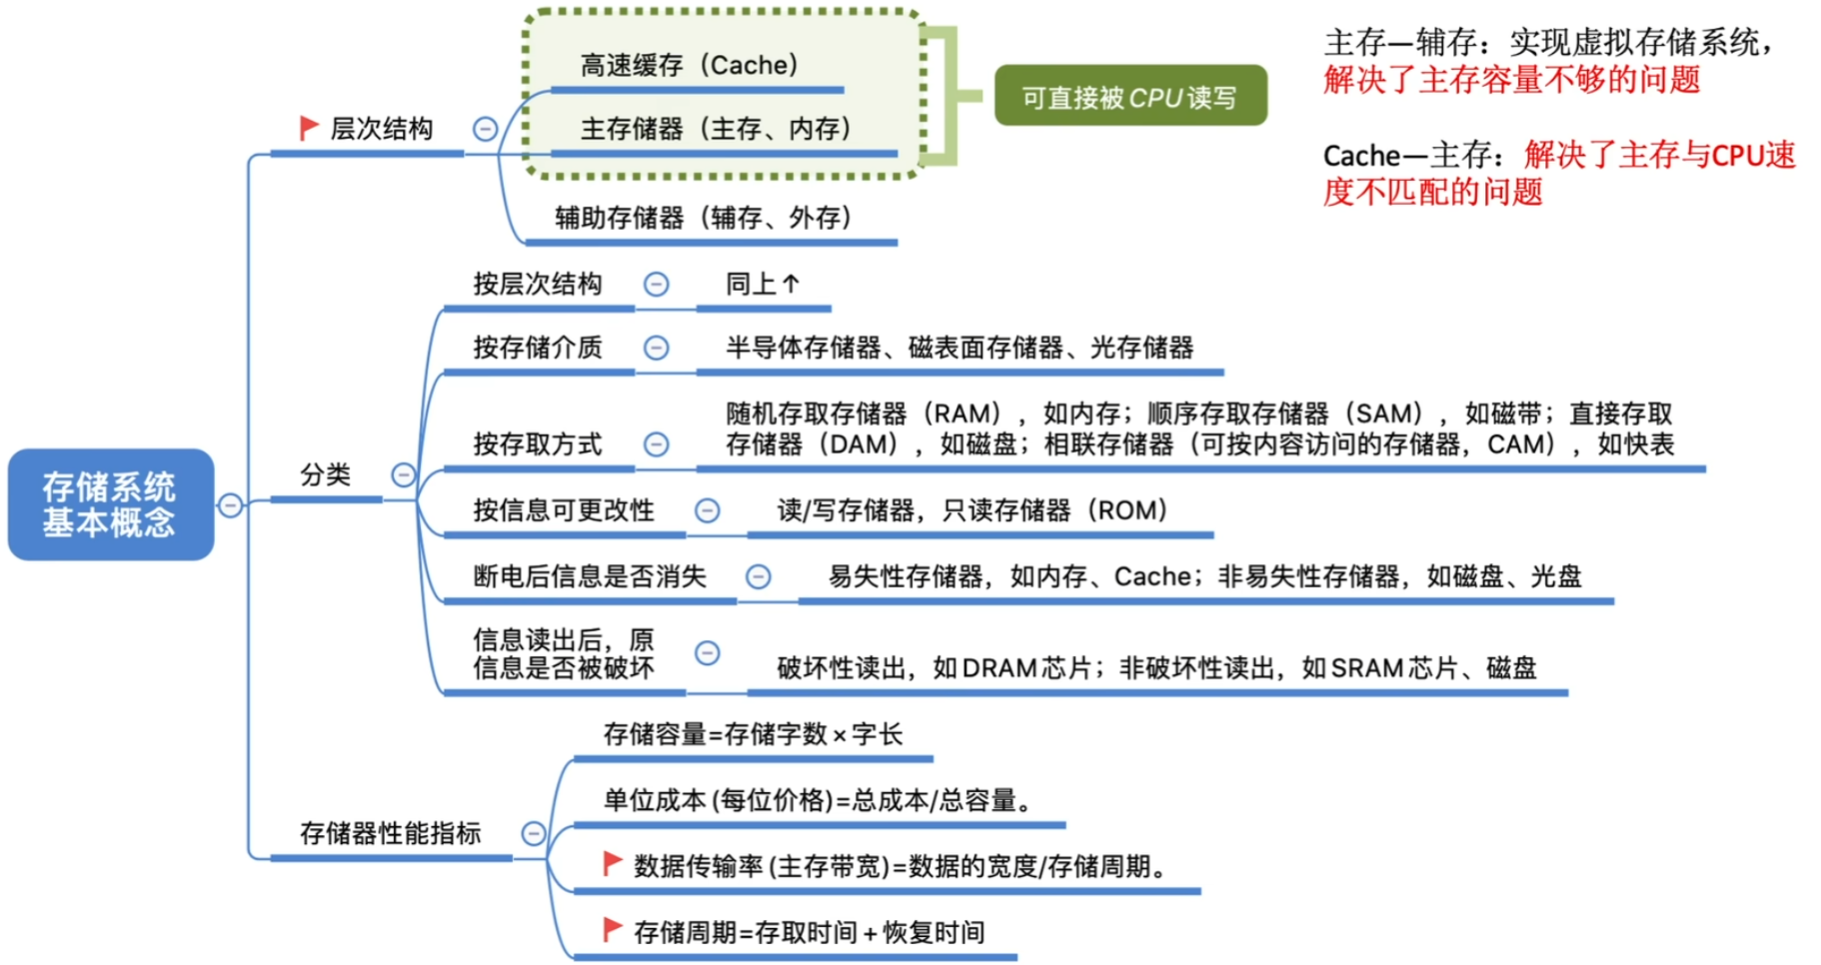 存储系统
基本概念
层次结构
高速缓存（Cache）
主存储器（主存、内存）
辅助存储器（辅存、外存）
可直接被CPU读写
主存—辅存：实现虚拟存储系统，
解决了主存容量不够的问题
Cache—主存：解决了主存与CPU速
度不匹配的问题
分类
按层次结构
同上↑
按存储介质
半导体存储器、磁表面存储器、光存储器
按存取方式
随机存取存储器（RAM），如内存；顺序存取存储器（SAM），如磁带；直接存取
存储器（DAM），如磁盘；相联存储器（可按内容访问的存储器，CAM），如快表
按信息可更改性
读/写存储器，只读存储器（ROM）
断电后信息是否消失
易失性存储器，如内存、Cache；非易失性存储器，如磁盘、光盘
信息读出后，原
信息是否被破坏
破坏性读出，如DRAM芯片；非破坏性读出，如SRAM芯片、磁盘
存储器性能指标
存储容量=存储字数×字长
单位成本(每位价格)=总成本/总容量。
数据传输率(主存带宽)=数据的宽度/存储周期。
存储周期=存取时间+恢复时间